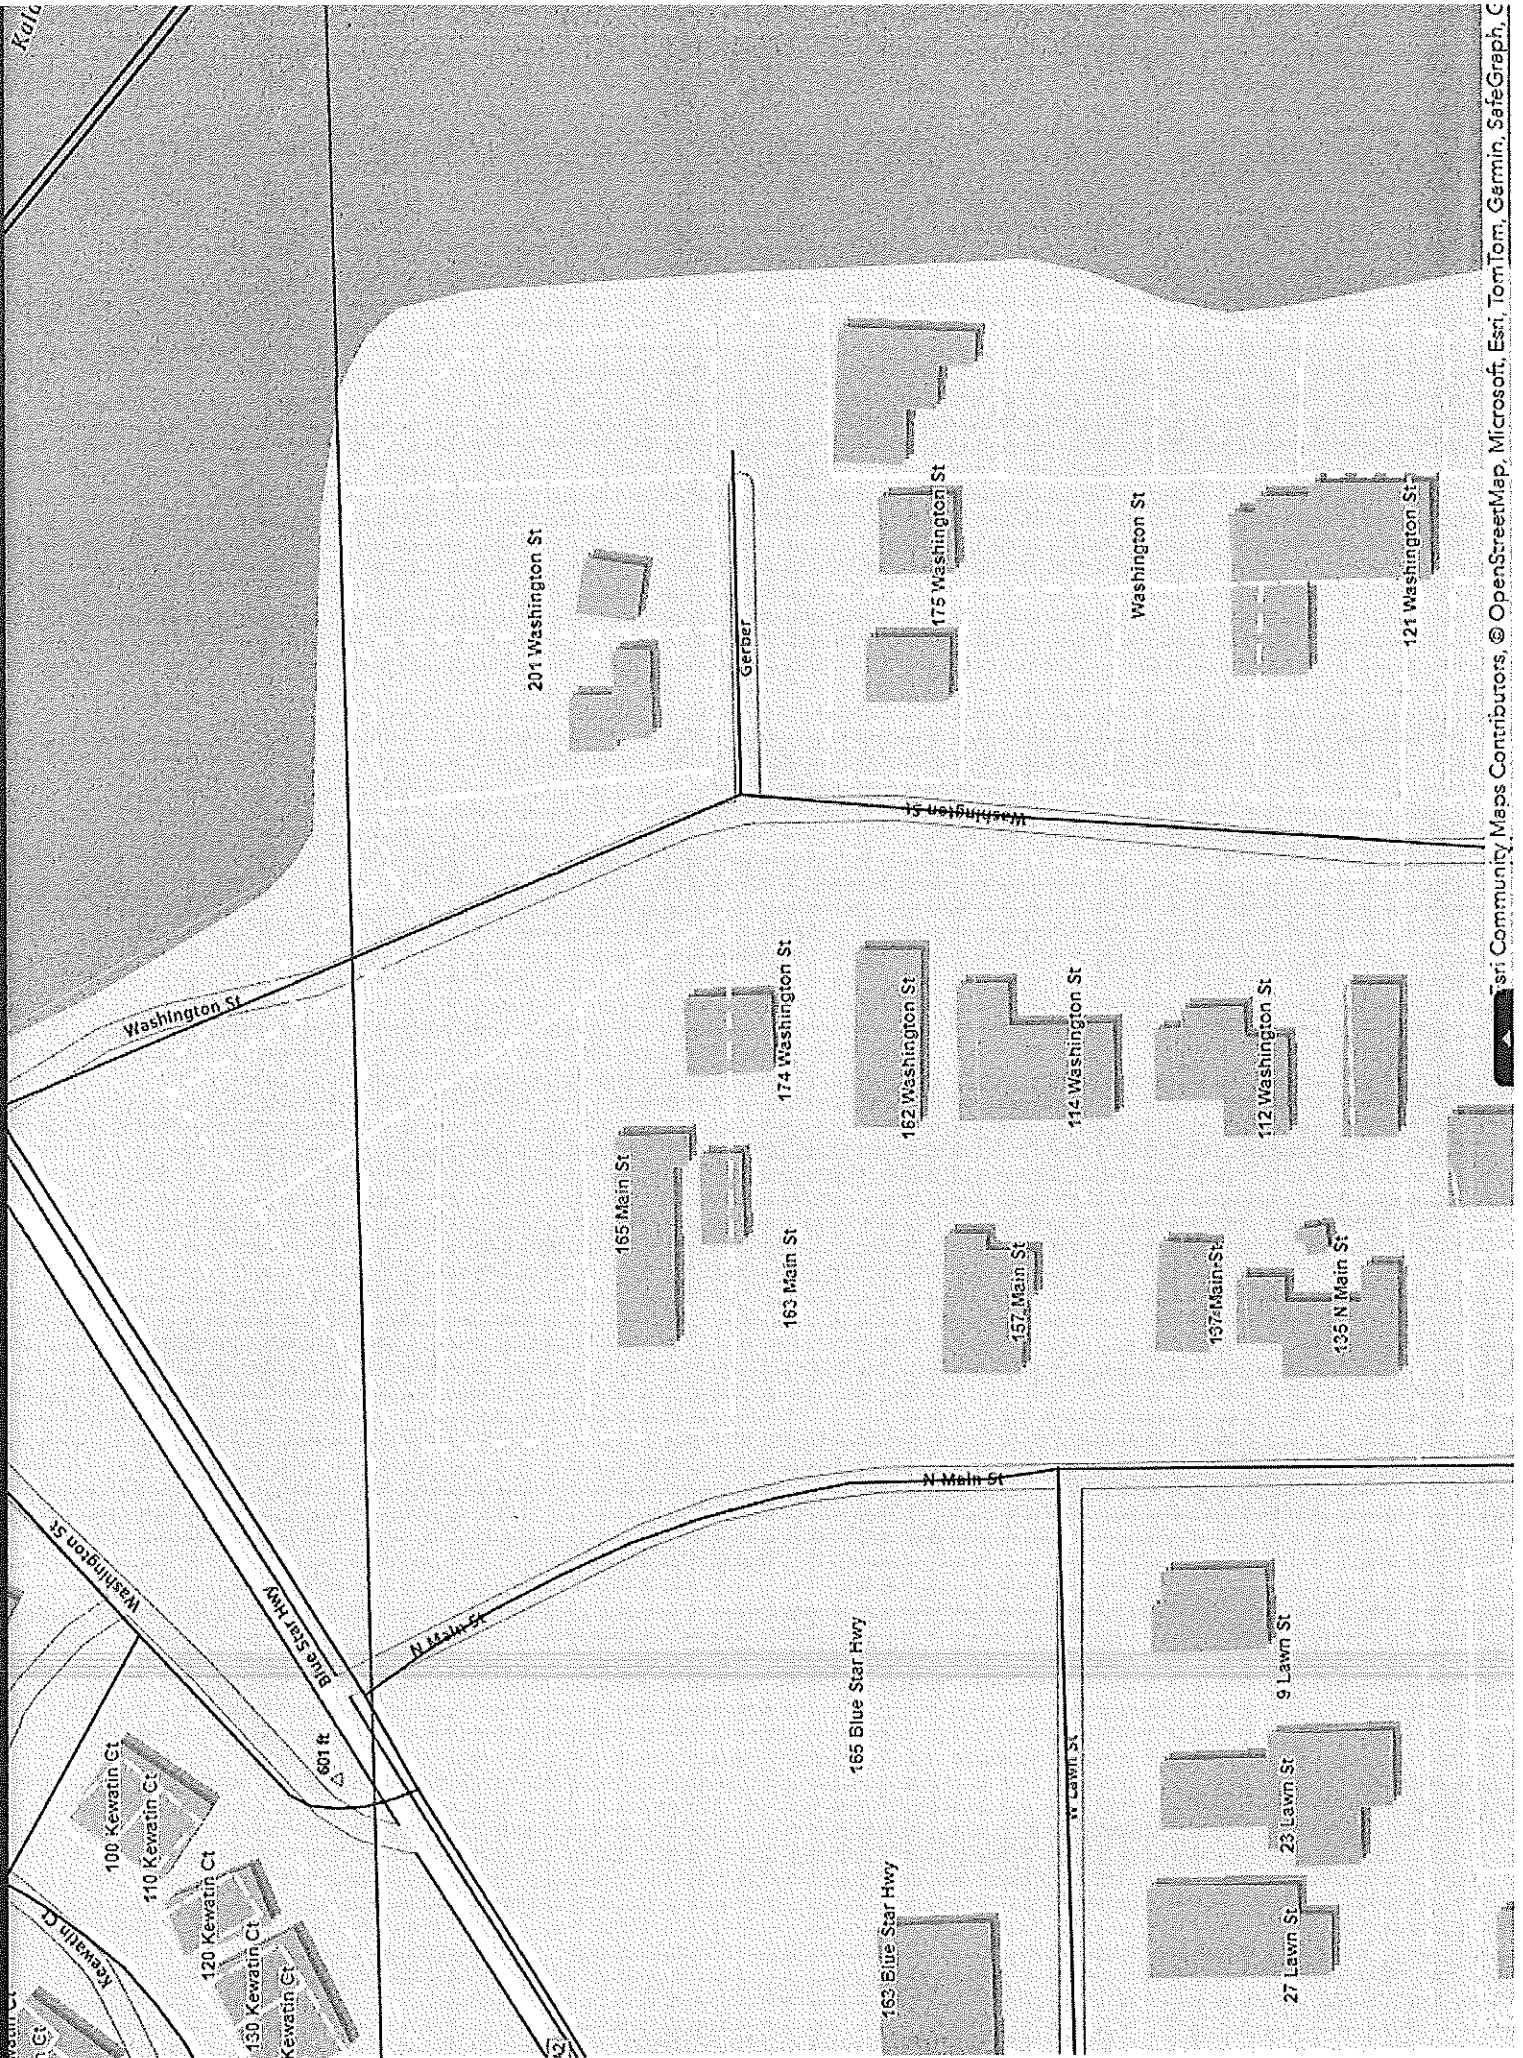 Washington St
Washington St
Blue Star Hwy
601 ft
N Main St
100 Kewatin Ct
110 Kewatin Ct
120 Kewatin Ct
130 Kewatin Ct
Kewatin Ct
Keewatin Ct
Ct
201 Washington St
Gerber
175 Washington St
Washington St
121 Washington St
Washington St
174 Washington St
162 Washington St
114 Washington St
112 Washington St
165 Main St
163 Main St
157 Main St
137 Main St
135 N Main St
N Main St
165 Blue Star Hwy
163 Blue Star Hwy
W Lawn St
9 Lawn St
23 Lawn St
27 Lawn St
Esri Community Maps Contributors, © OpenStreetMap, Microsoft, Esri, TomTom, Garmin, SafeGraph,